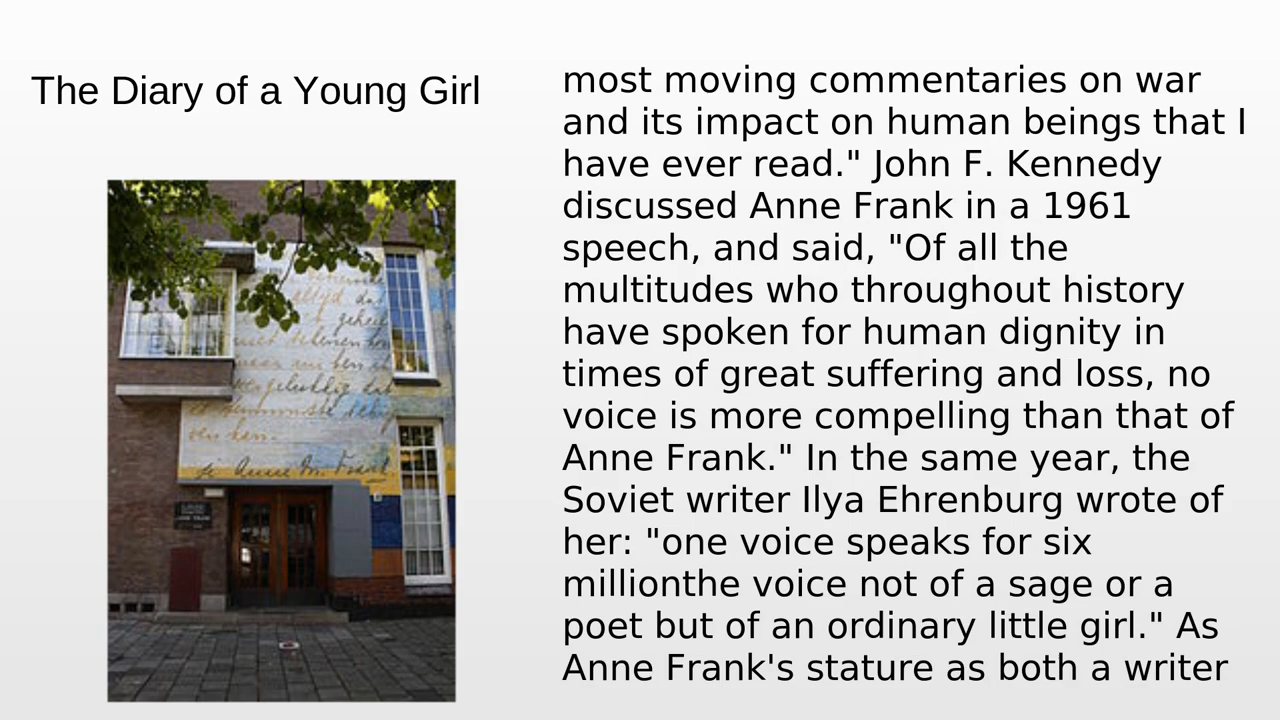 The Diary of a Young Girl
most moving commentaries on war
and its impact on human beings that I
have ever read." John F. Kennedy
discussed Anne Frank in a 1961
speech, and said, "Of all the
multitudes who throughout history
have spoken for human dignity in
times of great suffering and loss, no
voice is more compelling than that of
Anne Frank." In the same year, the
Soviet writer Ilya Ehrenburg wrote of
her: "one voice speaks for six
millionthe voice not of a sage or a
poet but of an ordinary little girl." As
Anne Frank's stature as both a writer